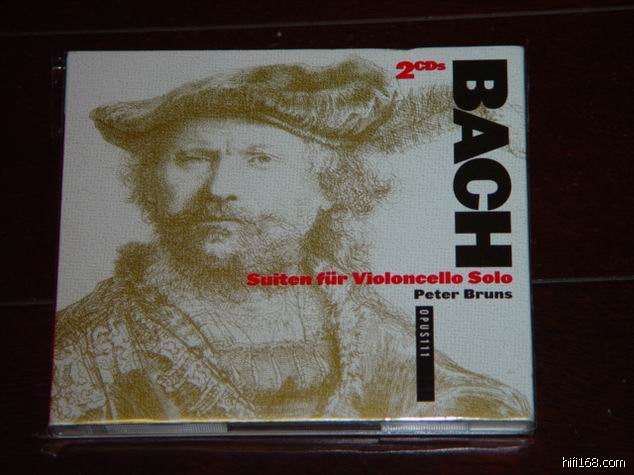 2CDs
BACH
Suiten für Violoncello Solo
Peter Bruns
OPUS111
hifi168.com